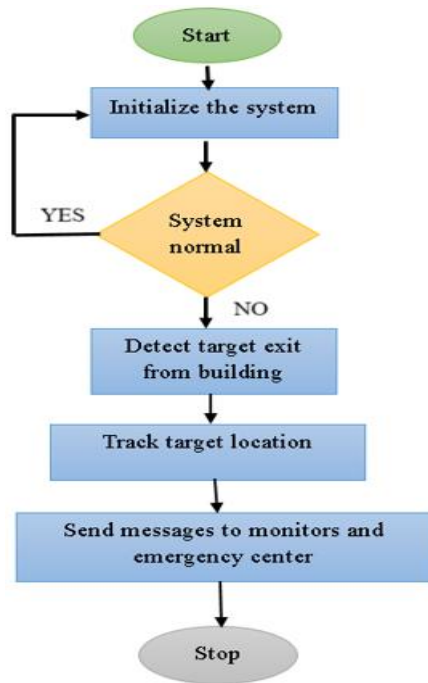 Start
Initialize the system
YES
System
normal
NO
Detect target exit
from building
Track target location
Send messages to monitors and
emergency center
Stop